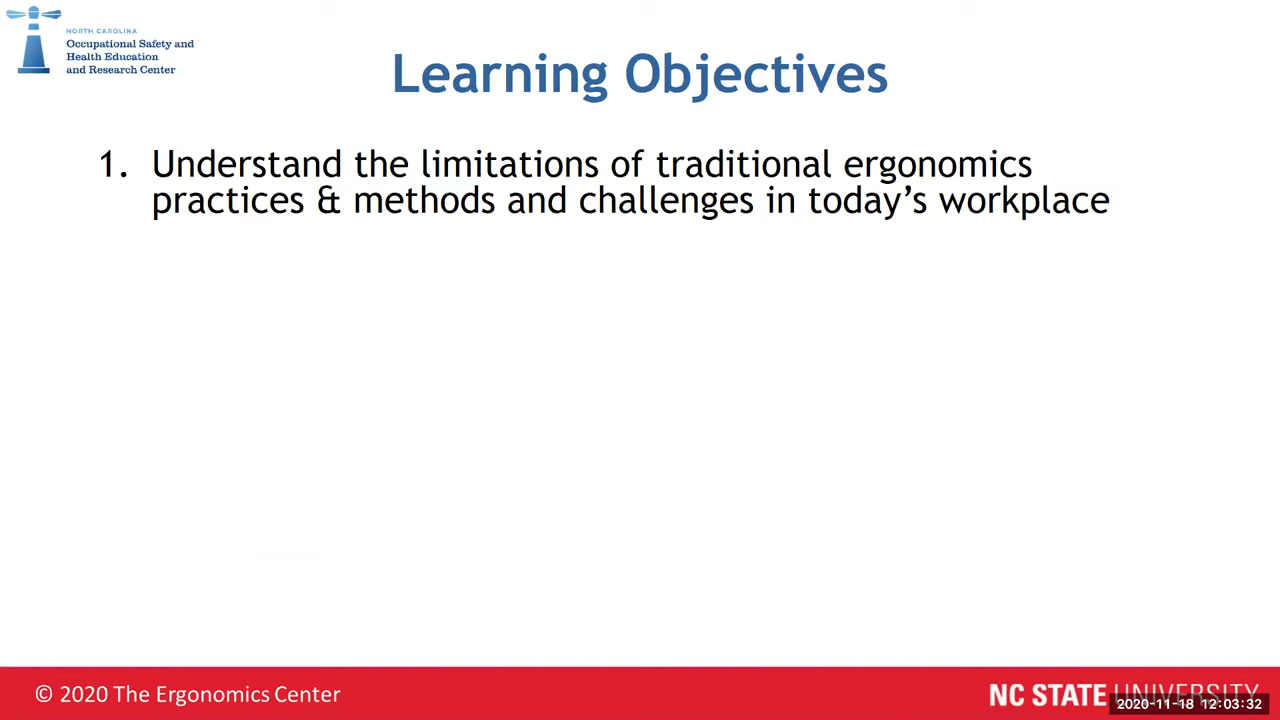 NORTH CAROLINA
Occupational Safety and
Health Education
and Research Center
Learning Objectives
1. Understand the limitations of traditional ergonomics
practices & methods and challenges in today’s workplace
© 2020 The Ergonomics Center
NC STATE UNIVERSITY
2020-11-18 12:03:32